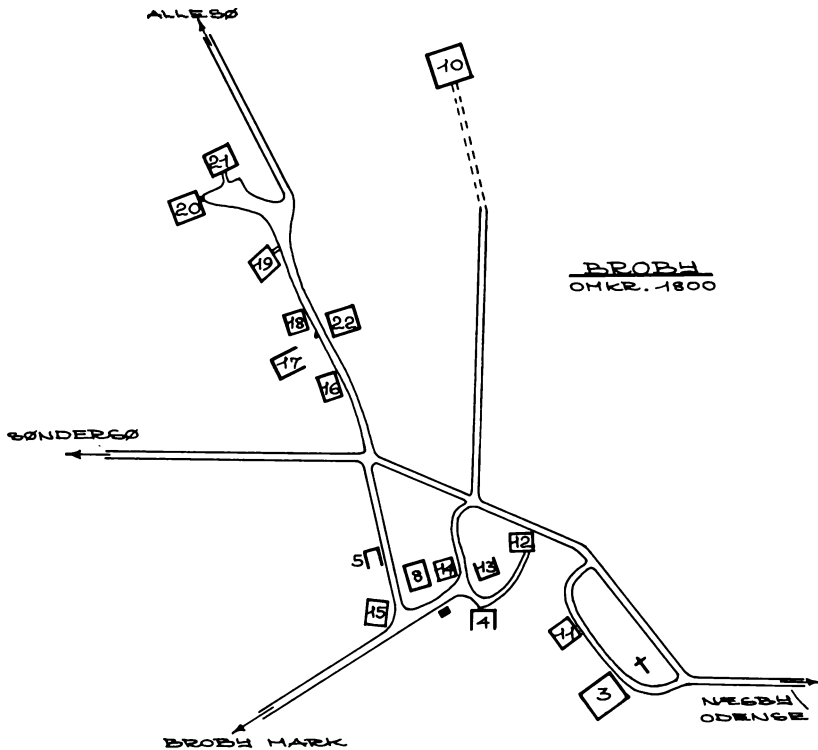 ALLESØ
10
21
20
BROBY
OMKR. 1800
19
18
22
17
16
SØNDERSØ
12
5
8
14
13
15
4
11
3
NÆSBY/
ODENSE
BROBY MARK